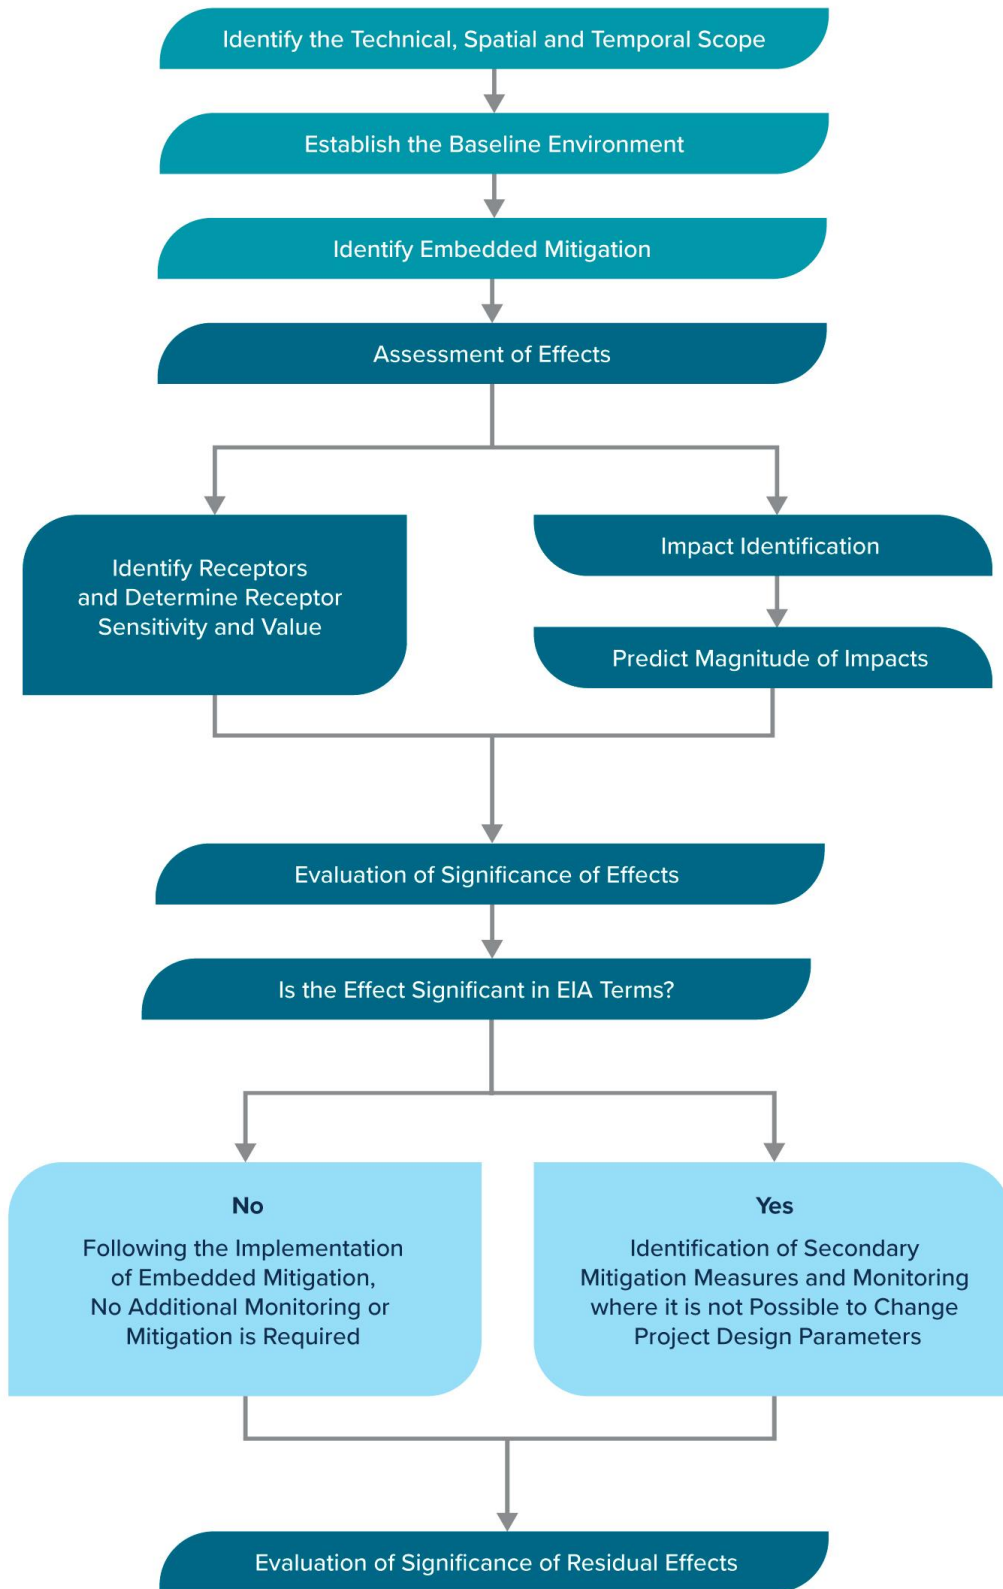 Identify the Technical, Spatial and Temporal Scope
Establish the Baseline Environment
Identify Embedded Mitigation
Assessment of Effects
Identify Receptors
and Determine Receptor
Sensitivity and Value
Impact Identification
Predict Magnitude of Impacts
Evaluation of Significance of Effects
Is the Effect Significant in EIA Terms?
No
Following the Implementation
of Embedded Mitigation,
No Additional Monitoring or
Mitigation is Required
Yes
Identification of Secondary
Mitigation Measures and Monitoring
where it is not Possible to Change
Project Design Parameters
Evaluation of Significance of Residual Effects